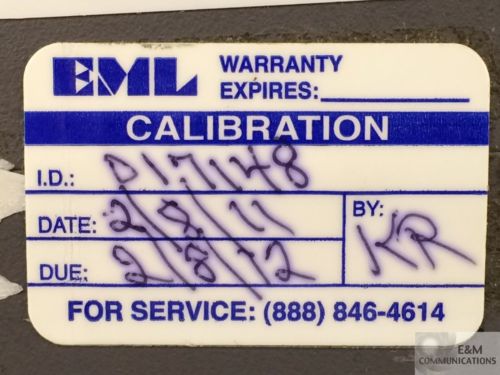 EML WARRANTY
EXPIRES:
CALIBRATION
I.D.: D17148
DATE: 2/8/11
BY: KR
DUE: 2/8/12
FOR SERVICE: (888) 846-4614
E&M
COMMUNICATIONS